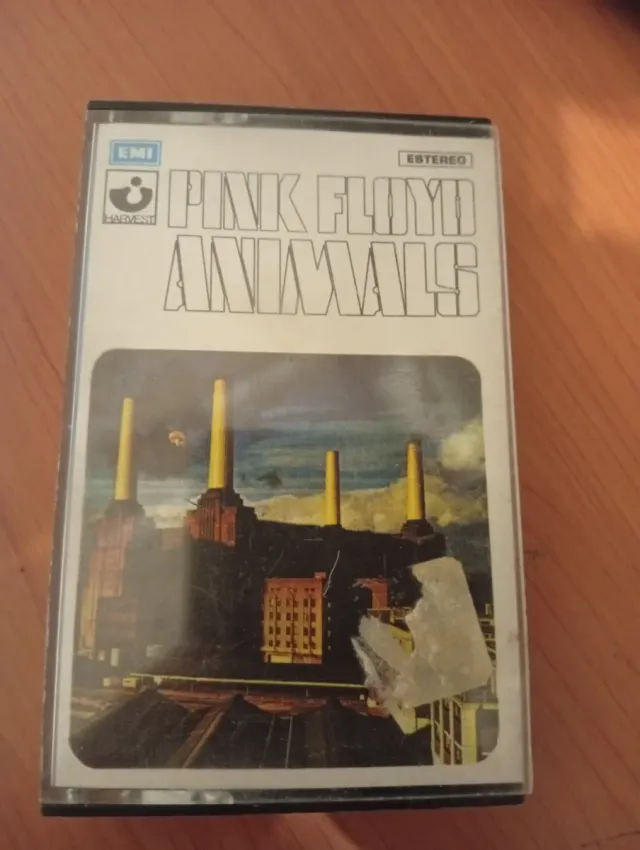 EMI
ESTEREO
HARVEST
PINK FLOYD
ANIMALS